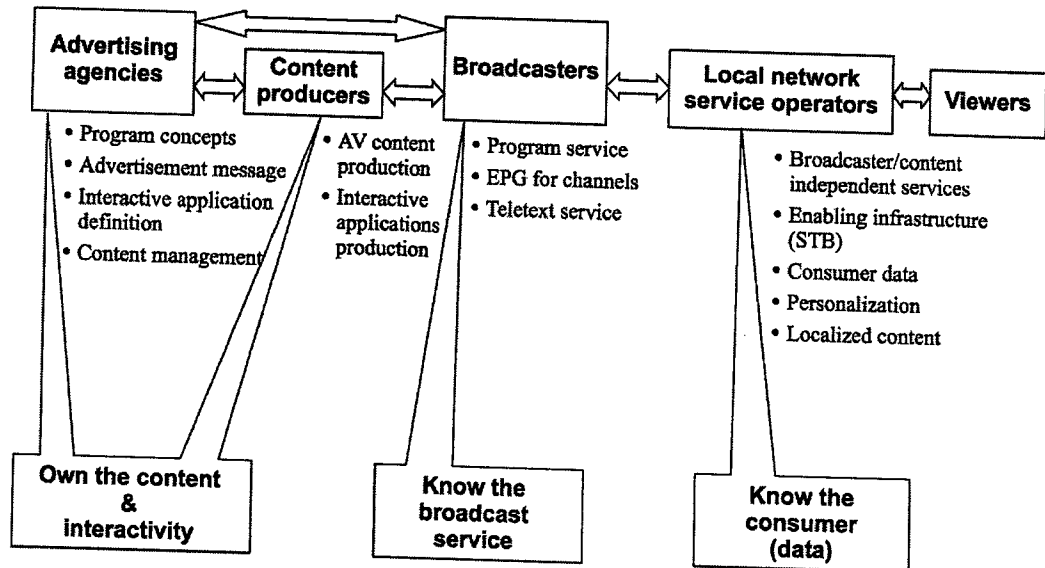 Advertising
agencies
Content
producers
Broadcasters
Local network
service operators
Viewers
• Program concepts
• Advertisement message
• Interactive application
definition
• Content management
• AV content
production
• Interactive
applications
production
• Program service
• EPG for channels
• Teletext service
• Broadcaster/content
independent services
• Enabling infrastructure
(STB)
• Consumer data
• Personalization
• Localized content
Own the content
&
interactivity
Know the
broadcast
service
Know the
consumer
(data)